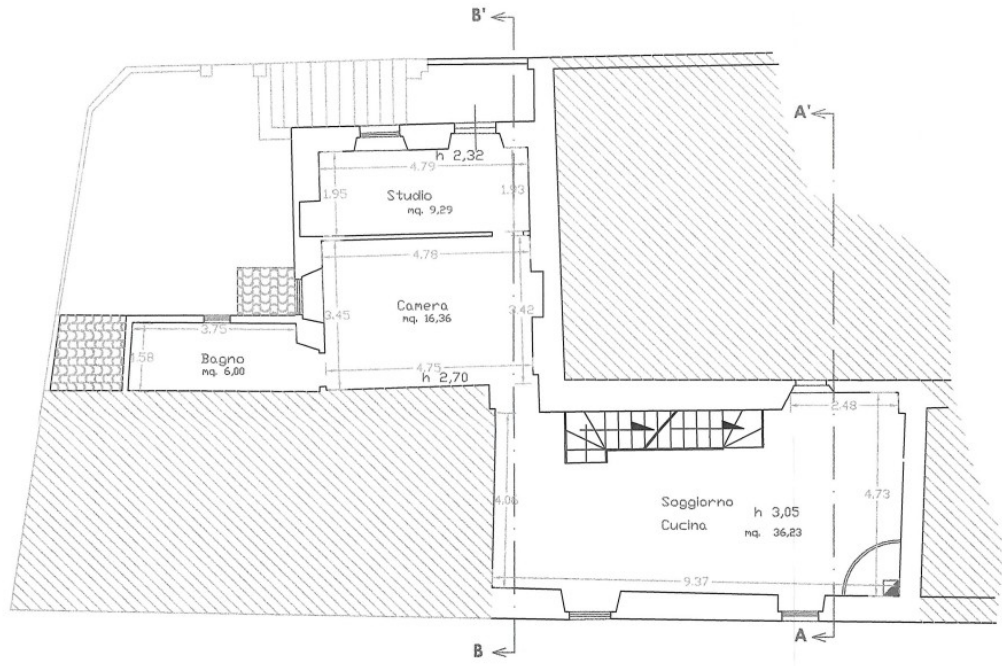 B'
A'
h 2,32
4.79
1.95
1.93
Studio
mq. 9,29
4.78
Camera
mq. 16,36
3.45
3.42
3.75
1.58
Bagno
mq. 6,00
4.75
h 2,70
2.48
4.06
4.73
Soggiorno
Cucina
h 3,05
mq. 36,23
9.37
A
B